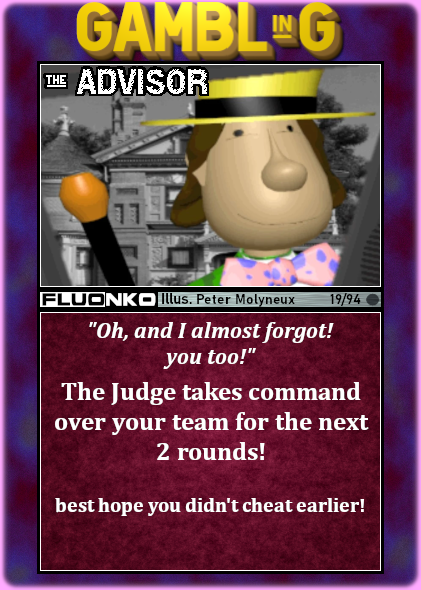 GAMBLinG
THE ADVISOR
FLUONKO Illus. Peter Molyneux 19/94
"Oh, and I almost forgot!
you too!"
The Judge takes command
over your team for the next
2 rounds!
best hope you didn't cheat earlier!